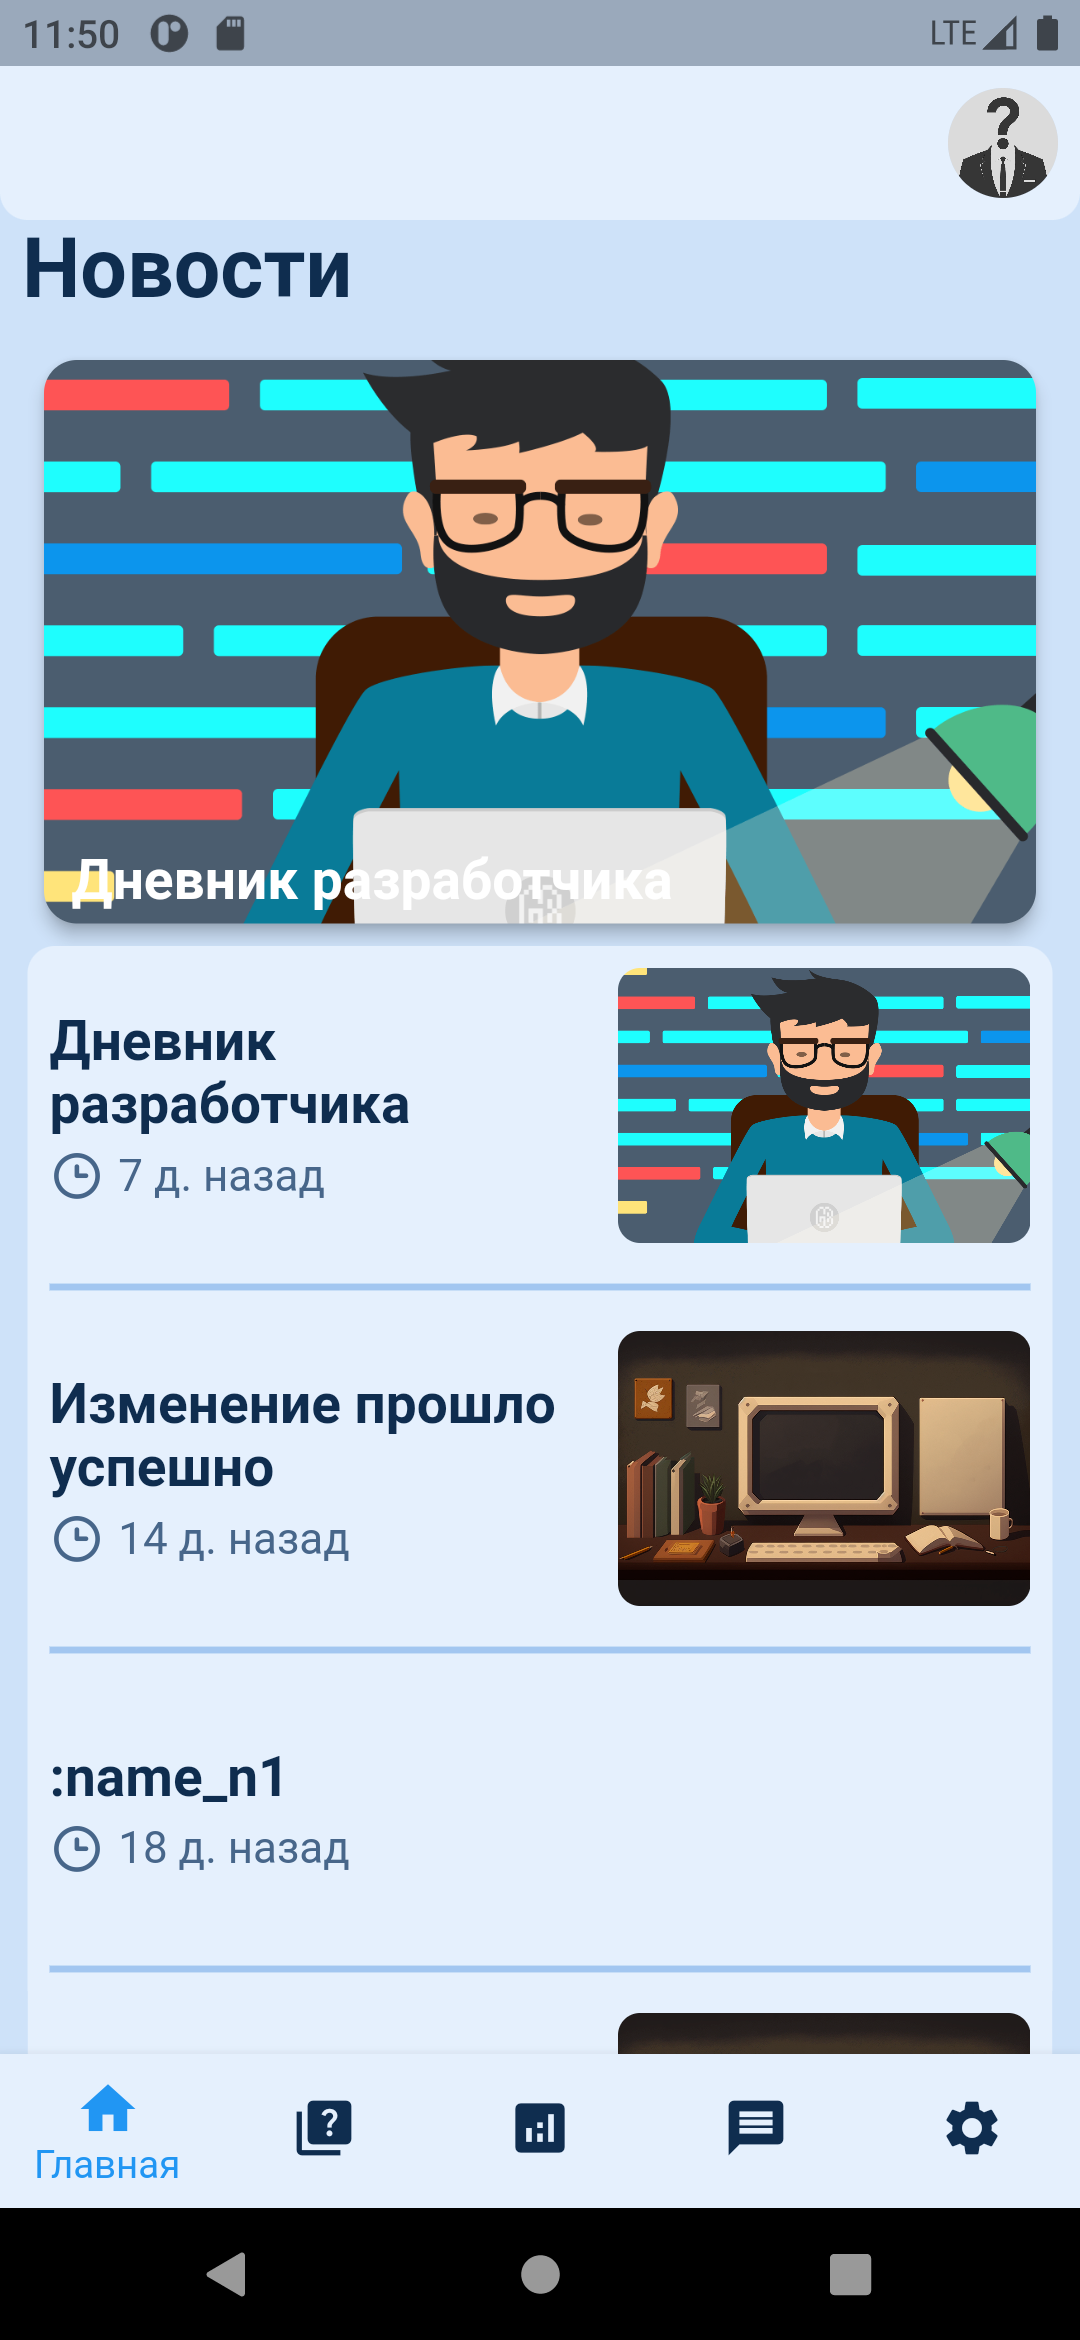 11:50
LTE
Новости
Дневник разработчика
Дневник
разработчика
7 д. назад
Изменение прошло
успешно
14 д. назад
:name_n1
18 д. назад
Главная